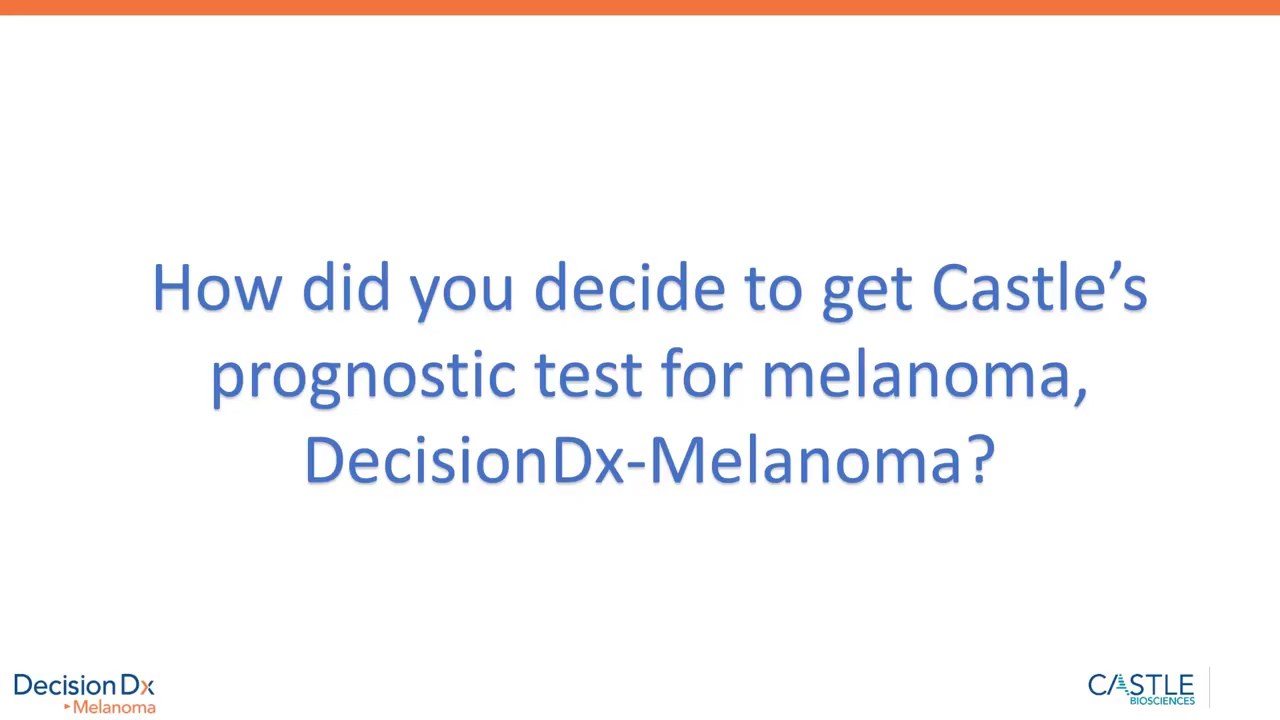 How did you decide to get Castle’s
prognostic test for melanoma,
DecisionDx-Melanoma?
DecisionDx
Melanoma
CASTLE
BIOSCIENCES